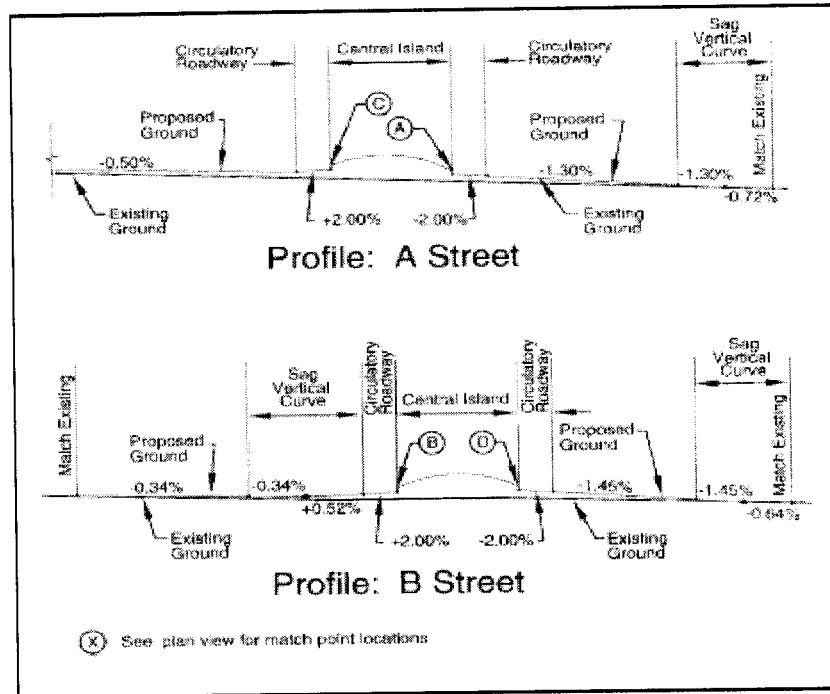 Circulatory
Roadway
Central Island
Circulatory
Roadway
Sag
Vertical
Curve
Match Existing
Proposed
Ground
C
A
Proposed
Ground
-0.50%
-1.30%
-1.30%
-0.72%
Existing
Ground
+2.00%
-2.00%
Existing
Ground
Profile: A Street
Match Existing
Sag
Vertical
Curve
Circulatory
Roadway
Central Island
Circulatory
Roadway
Sag
Vertical
Curve
Match Existing
Proposed
Ground
B
D
Proposed
Ground
-0.34%
-0.34%
+0.52%
-1.45%
-1.45%
-0.64%
Existing
Ground
+2.00%
-2.00%
Existing
Ground
Profile: B Street
X See plan view for match point locations